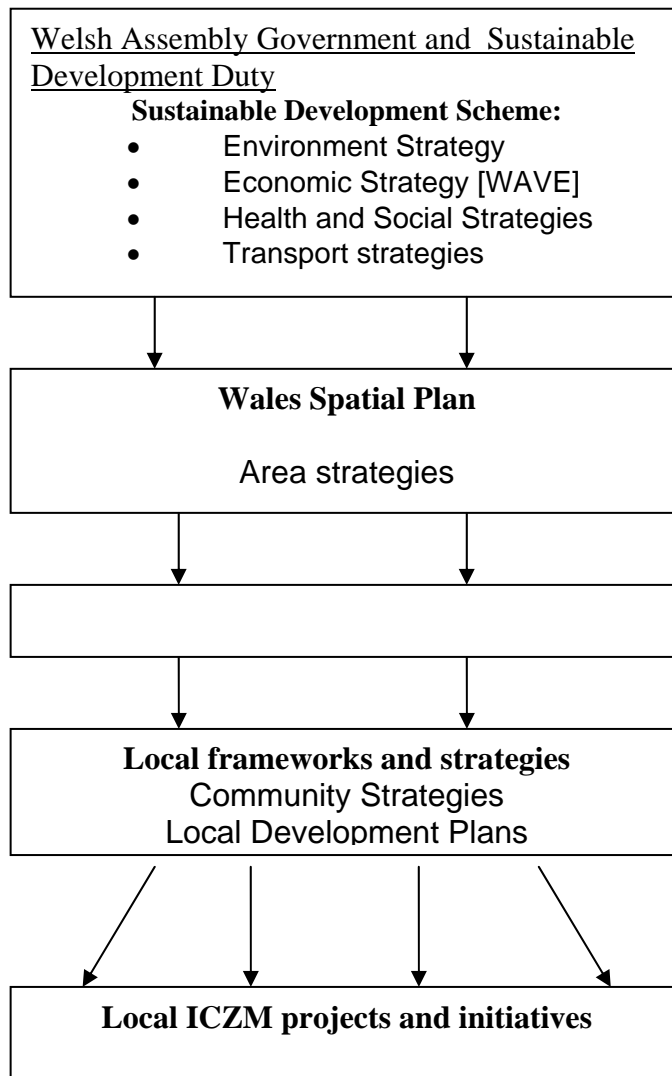 Welsh Assembly Government and Sustainable
Development Duty
Sustainable Development Scheme:
• Environment Strategy
• Economic Strategy [WAVE]
• Health and Social Strategies
• Transport strategies
Wales Spatial Plan
Area strategies
Local frameworks and strategies
Community Strategies
Local Development Plans
Local ICZM projects and initiatives